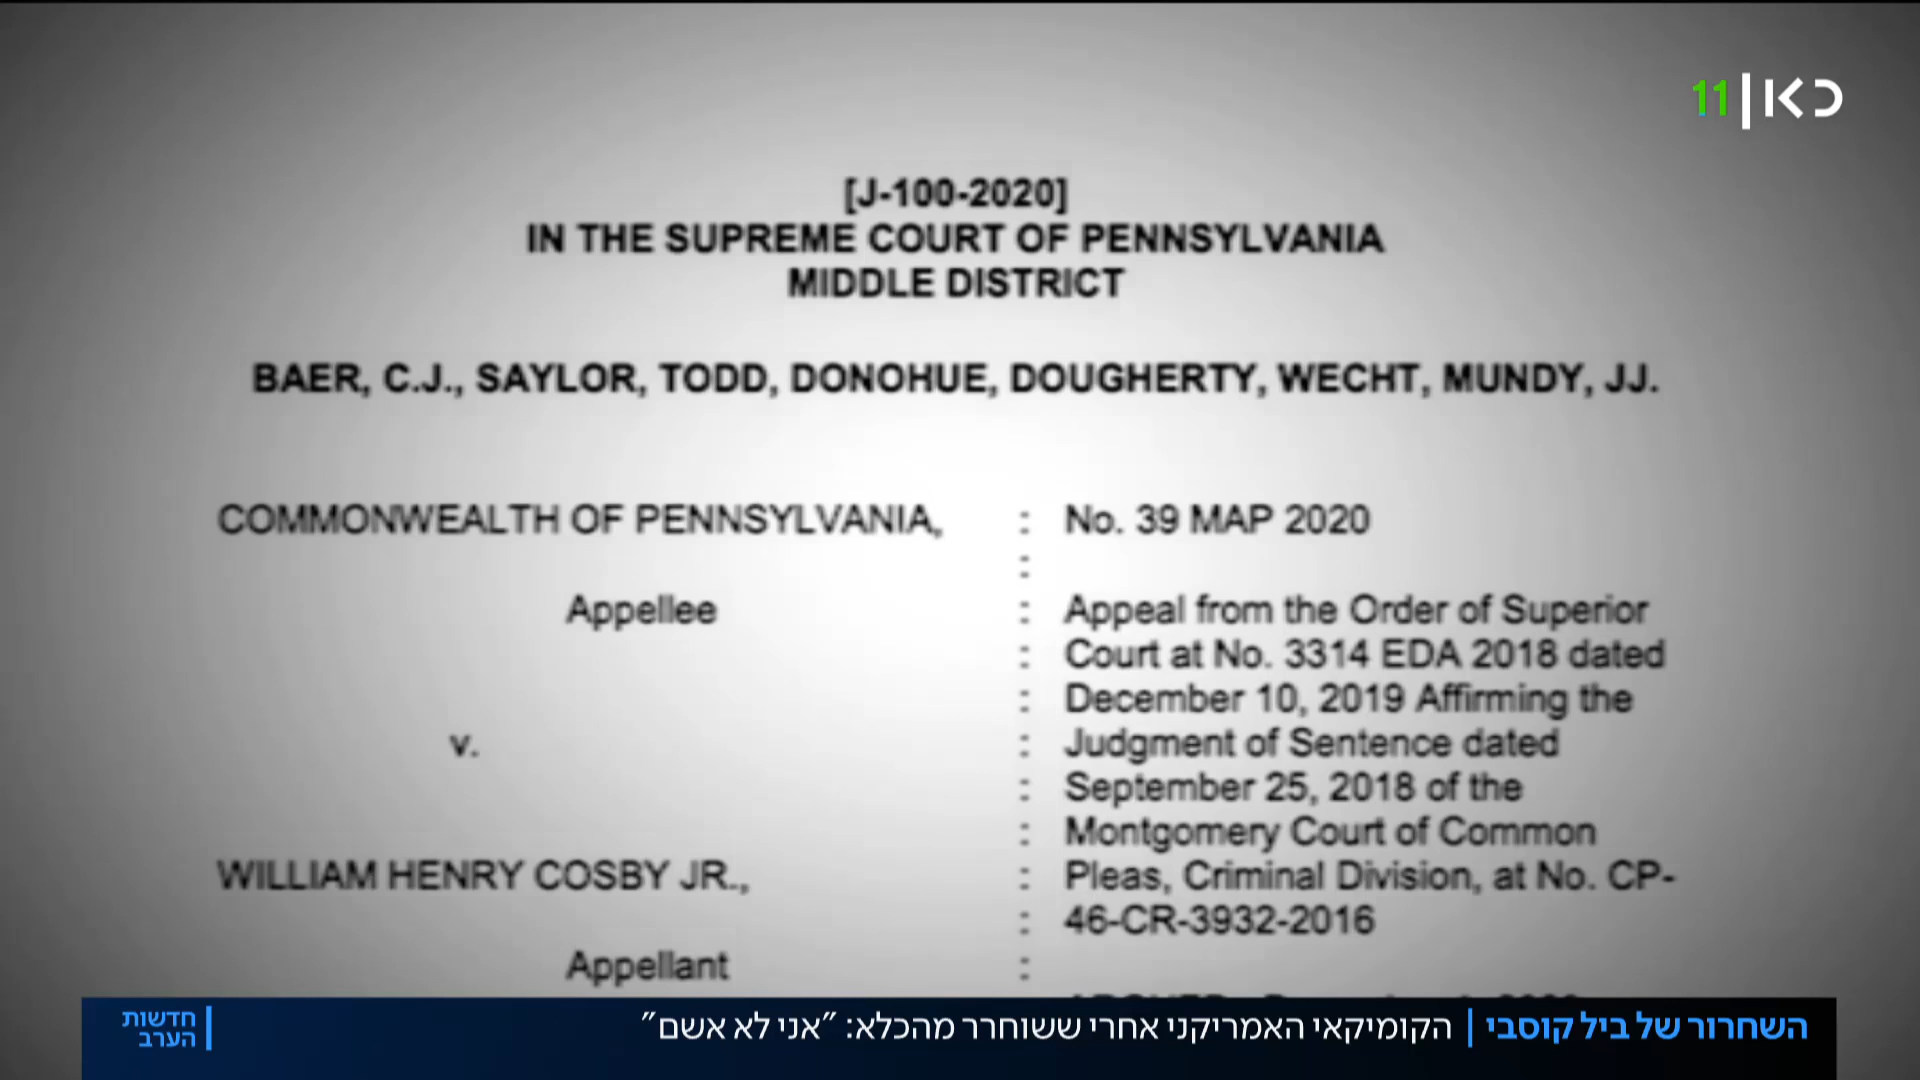 כאן | 11
[J-100-2020]
IN THE SUPREME COURT OF PENNSYLVANIA
MIDDLE DISTRICT
BAER, C.J., SAYLOR, TODD, DONOHUE, DOUGHERTY, WECHT, MUNDY, JJ.
COMMONWEALTH OF PENNSYLVANIA,
Appellee
v.
WILLIAM HENRY COSBY JR.,
Appellant
: No. 39 MAP 2020
:
: Appeal from the Order of Superior
: Court at No. 3314 EDA 2018 dated
: December 10, 2019 Affirming the
: Judgment of Sentence dated
: September 25, 2018 of the
: Montgomery Court of Common
: Pleas, Criminal Division, at No. CP-
: 46-CR-3932-2016
:
השחרור של ביל קוסבי | הקומיקאי האמריקני אחרי ששוחרר מהכלא: "אני לא אשם"
חדשות
הערב